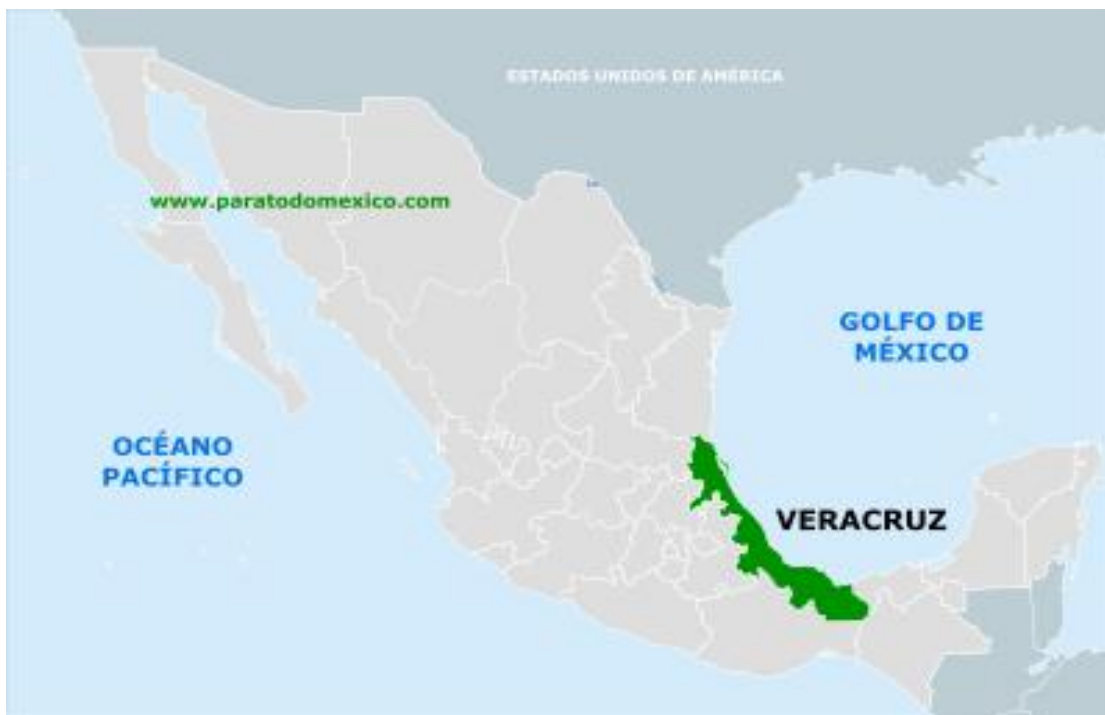 ESTADOS UNIDOS DE AMÉRICA
www.paratodomexico.com
GOLFO DE
MÉXICO
OCÉANO
PACÍFICO
VERACRUZ